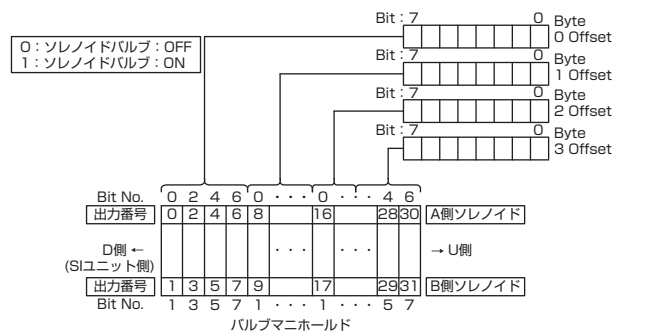 Bit : 7 0 Byte
0 Offset
0：ソレノイドバルブ：OFF
1：ソレノイドバルブ：ON
Bit : 7 0 Byte
1 Offset
Bit : 7 0 Byte
2 Offset
Bit : 7 0 Byte
3 Offset
Bit No. 0 2 4 6 0 ・・・ 0 ・・・ 4 6
出力番号 0 2 4 6 8 16 28 30 A側ソレノイド
D側 ← ・・・ ・・・ → U側
(SIユニット側)
出力番号 1 3 5 7 9 17 29 31 B側ソレノイド
Bit No. 1 3 5 7 1 ・・・ 1 ・・・ 5 7
バルブマニホールド